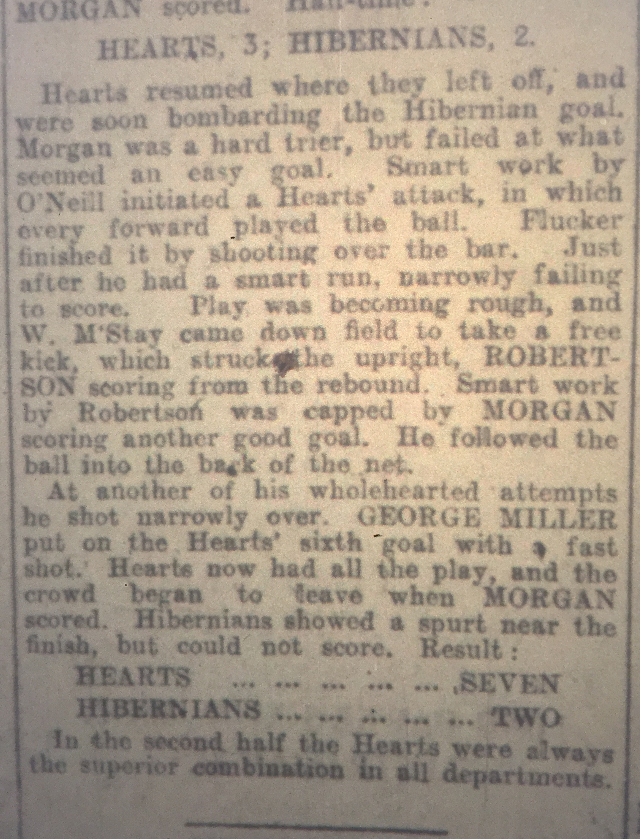 MORGAN scored. Half-time:
HEARTS, 3; HIBERNIANS, 2.
Hearts resumed where they left off, and
were soon bombarding the Hibernian goal.
Morgan was a hard trier, but failed at what
seemed an easy goal. Smart work by
O'Neill initiated a Hearts' attack, in which
every forward played the ball. Flucker
finished it by shooting over the bar. Just
after he had a smart run, narrowly failing
to score. Play was becoming rough, and
W. M'Stay came down field to take a free
kick, which struck the upright, ROBERT-
SON scoring from the rebound. Smart work
by Robertson was capped by MORGAN
scoring another good goal. He followed the
ball into the back of the net.
At another of his wholehearted attempts
he shot narrowly over. GEORGE MILLER
put on the Hearts' sixth goal with a fast
shot. Hearts now had all the play, and the
crowd began to leave when MORGAN
scored. Hibernians showed a spurt near the
finish, but could not score. Result:
HEARTS ... ... ... ... ... SEVEN
HIBERNIANS ... ... ... ... ... TWO
In the second half the Hearts were always
the superior combination in all departments.